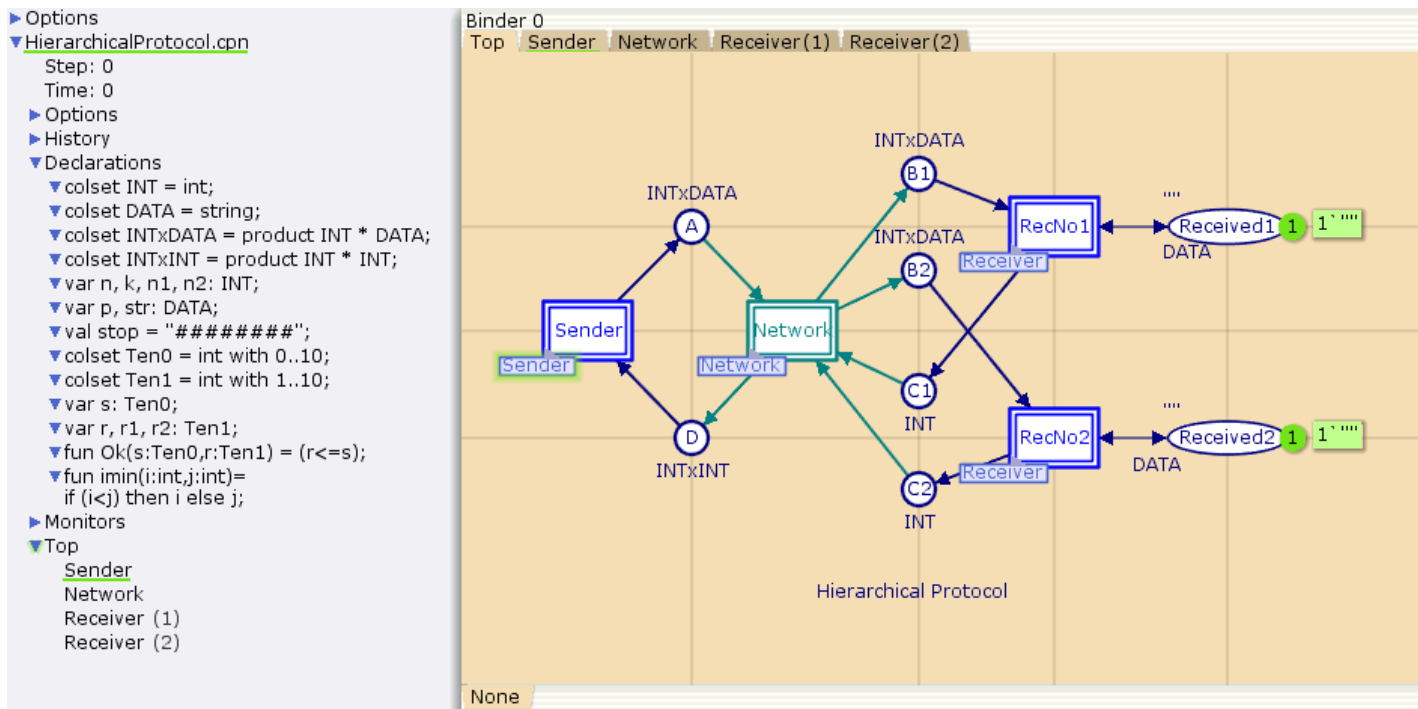 Options
HierarchicalProtocol.cpn
Step: 0
Time: 0
Options
History
Declarations
colset INT = int;
colset DATA = string;
colset INTxDATA = product INT * DATA;
colset INTxINT = product INT * INT;
var n, k, n1, n2: INT;
var p, str: DATA;
val stop = "########";
colset Ten0 = int with 0..10;
colset Ten1 = int with 1..10;
var s: Ten0;
var r, r1, r2: Ten1;
fun Ok(s:Ten0,r:Ten1) = (r<=s);
fun imin(i:int,j:int)=
if (i<j) then i else j;
Monitors
Top
Sender
Network
Receiver (1)
Receiver (2)
Binder 0
Top Sender Network Receiver(1) Receiver(2)
INTxDATA
B1
INTxDATA
A
""
RecNo1
Received1 1 1`""
Receiver
DATA
INTxDATA
B2
Sender
Sender
Network
Network
C1
INT
""
D
INTxINT
RecNo2
Received2 1 1`""
Receiver
DATA
C2
INT
Hierarchical Protocol
None